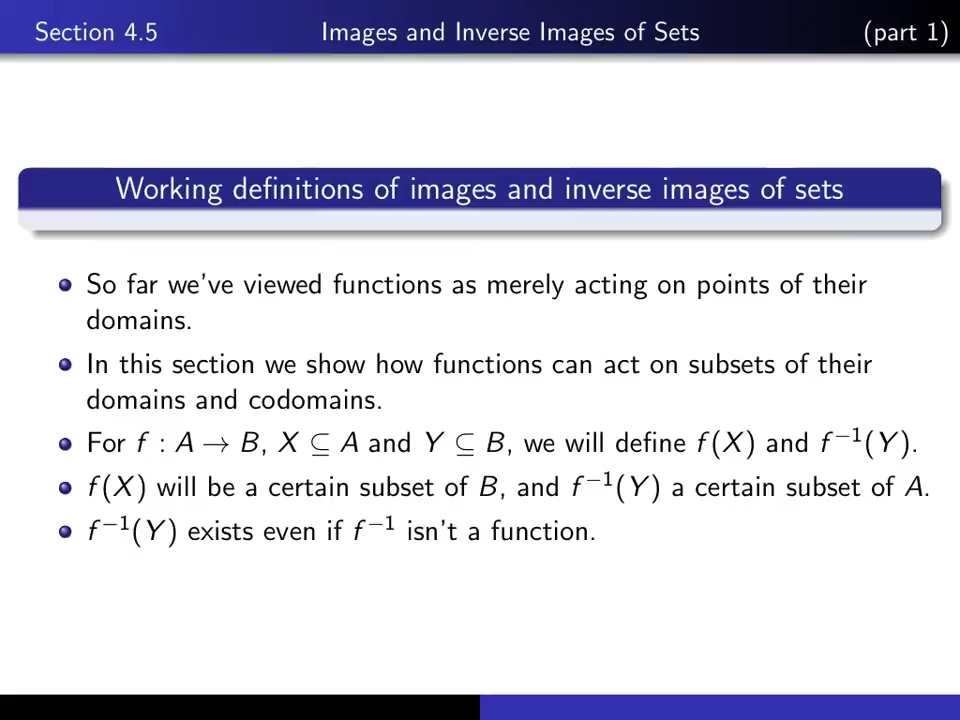 Section 4.5 Images and Inverse Images of Sets (part 1)
Working definitions of images and inverse images of sets
So far we've viewed functions as merely acting on points of their
domains.
In this section we show how functions can act on subsets of their
domains and codomains.
For f : A → B, X ⊆ A and Y ⊆ B, we will define f(X) and f⁻¹(Y).
f(X) will be a certain subset of B, and f⁻¹(Y) a certain subset of A.
f⁻¹(Y) exists even if f⁻¹ isn't a function.